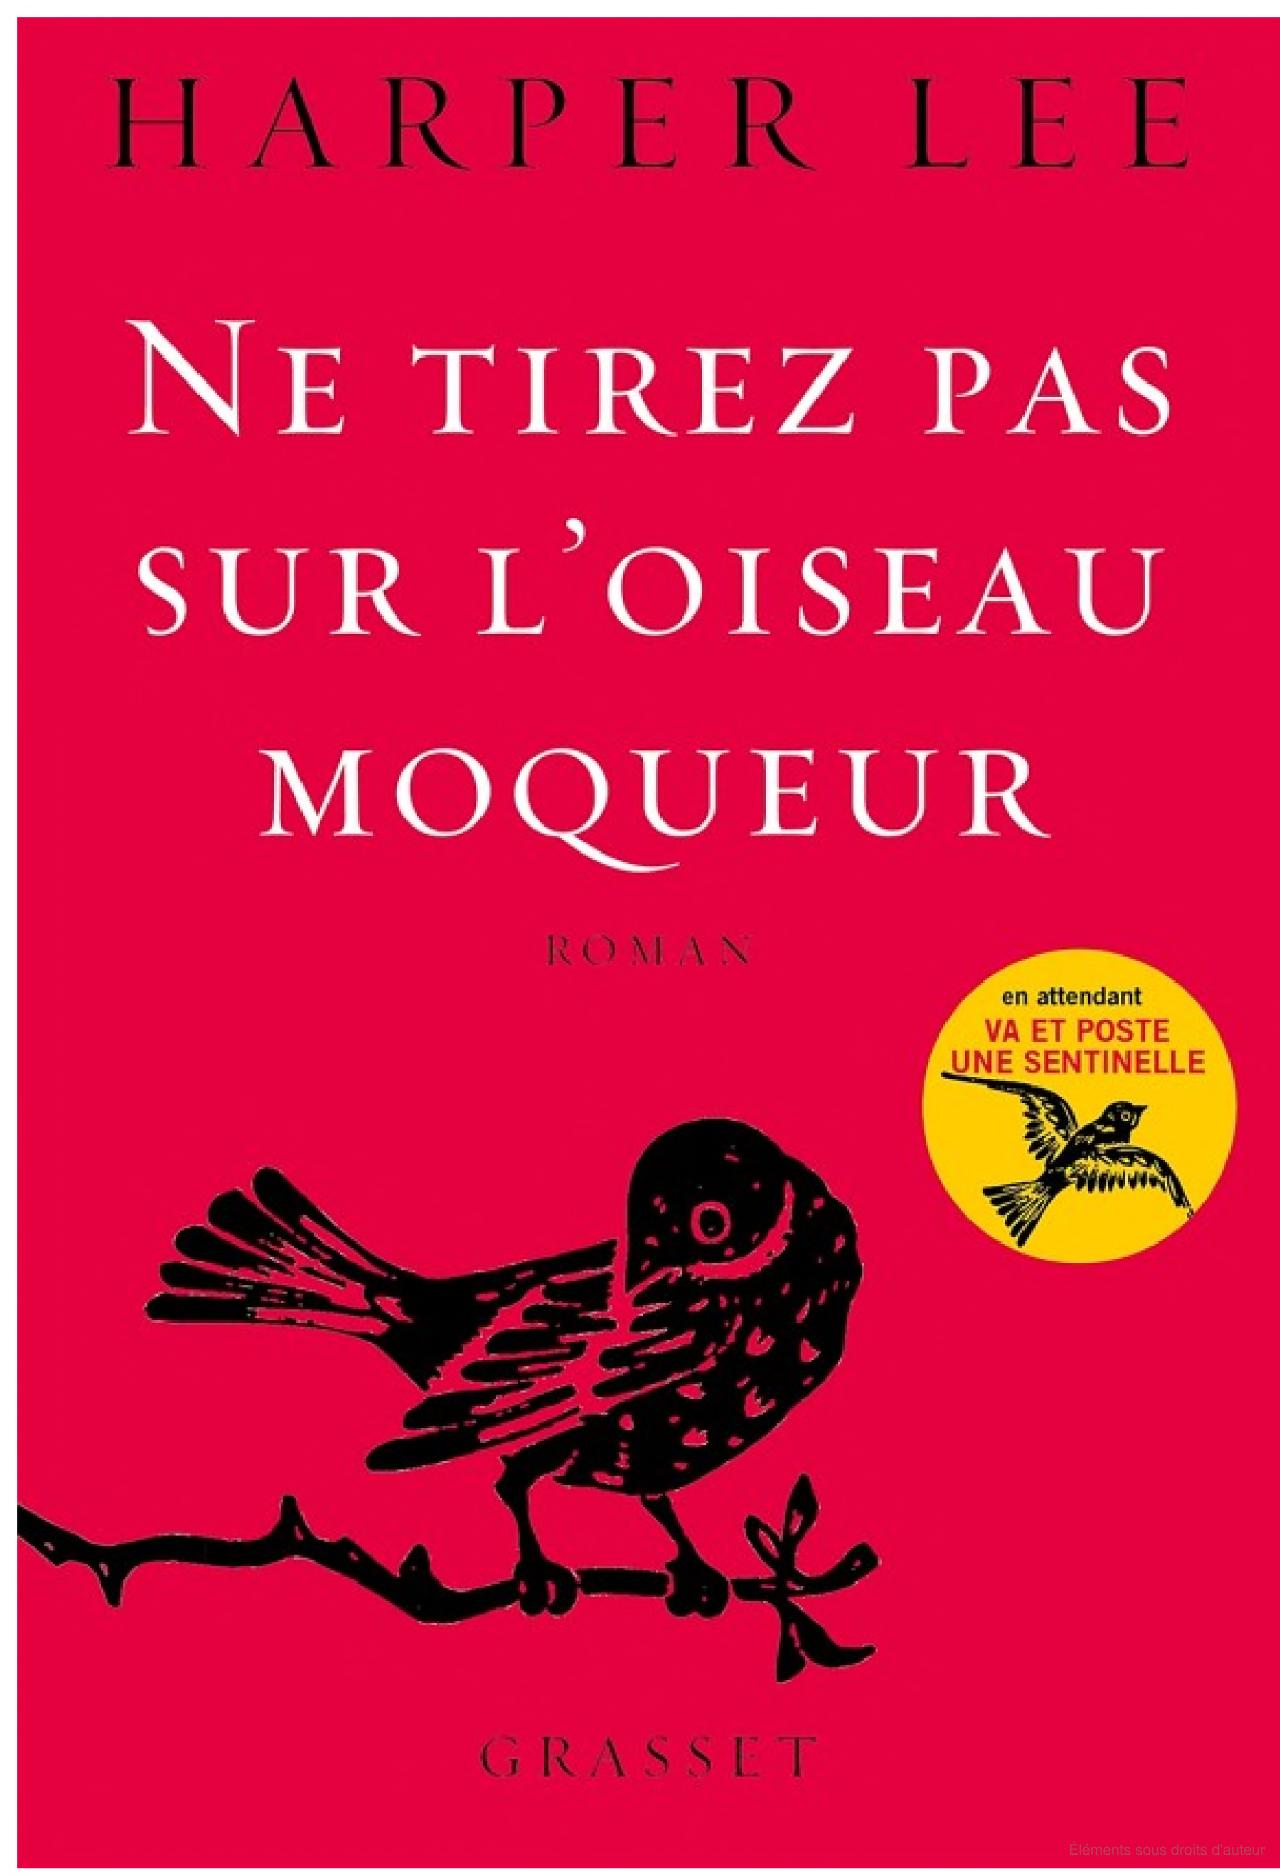 HARPER LEE
NE TIREZ PAS
SUR L'OISEAU
MOQUEUR
ROMAN
en attendant
VA ET POSTE
UNE SENTINELLE
GRASSET
Éléments sous droits d'auteur